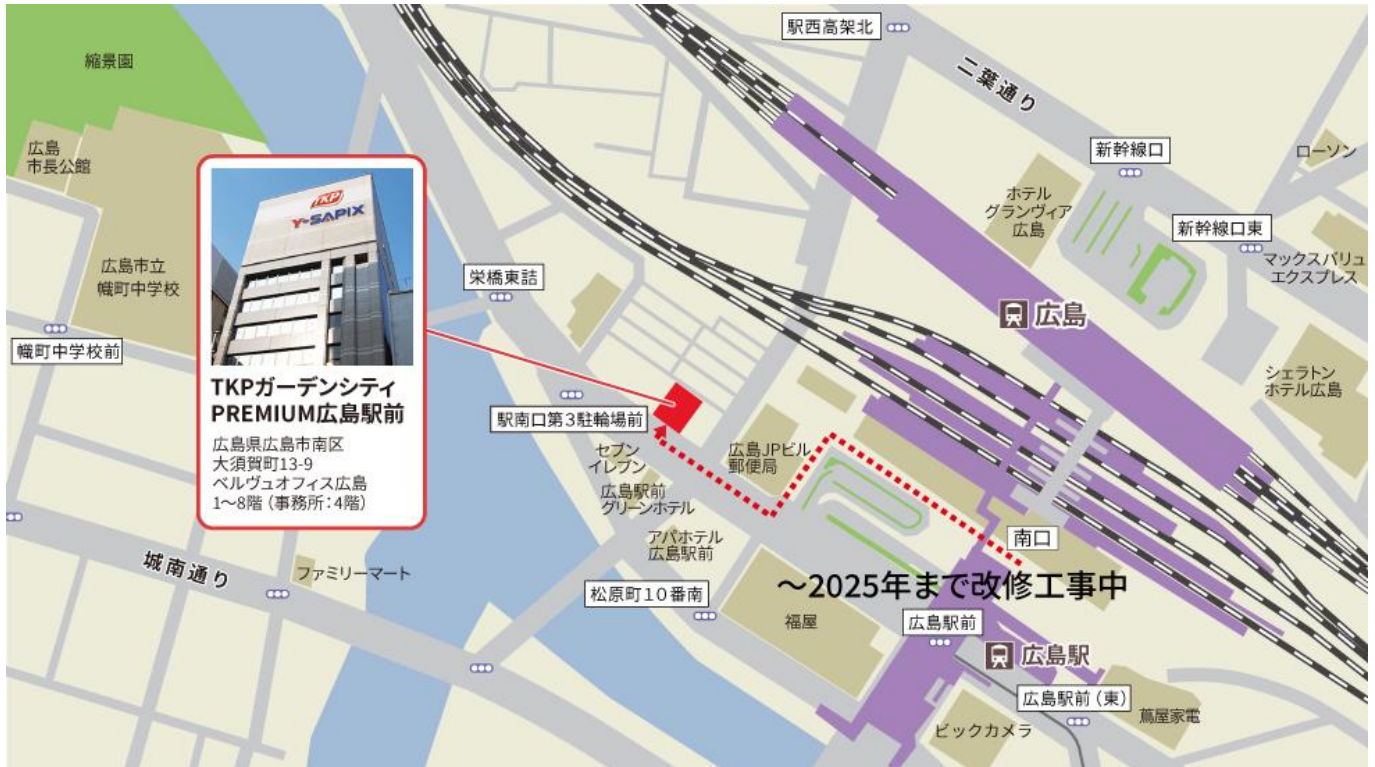 駅西高架北
縮景園
二葉通り
新幹線口
ローソン
広島
市長公館
ホテル
グランヴィア
広島
新幹線口東
マックスバリュ
エクスプレス
TKP
Y-SAPIX
広島市立
幟町中学校
栄橋東詰
広島
幟町中学校前
シェラトン
ホテル広島
TKPガーデンシティ
PREMIUM広島駅前
広島県広島市南区
大須賀町13-9
ベルヴュオフィス広島
1~8階(事務所:4階)
駅南口第3駐輪場前
セブン
イレブン
広島JPビル
郵便局
広島駅前
グリーンホテル
アパホテル
広島駅前
南口
城南通り
ファミリーマート
~2025年まで改修工事中
松原町10番南
福屋
広島駅前
広島駅
広島駅前(東)
ビックカメラ
蔦屋家電